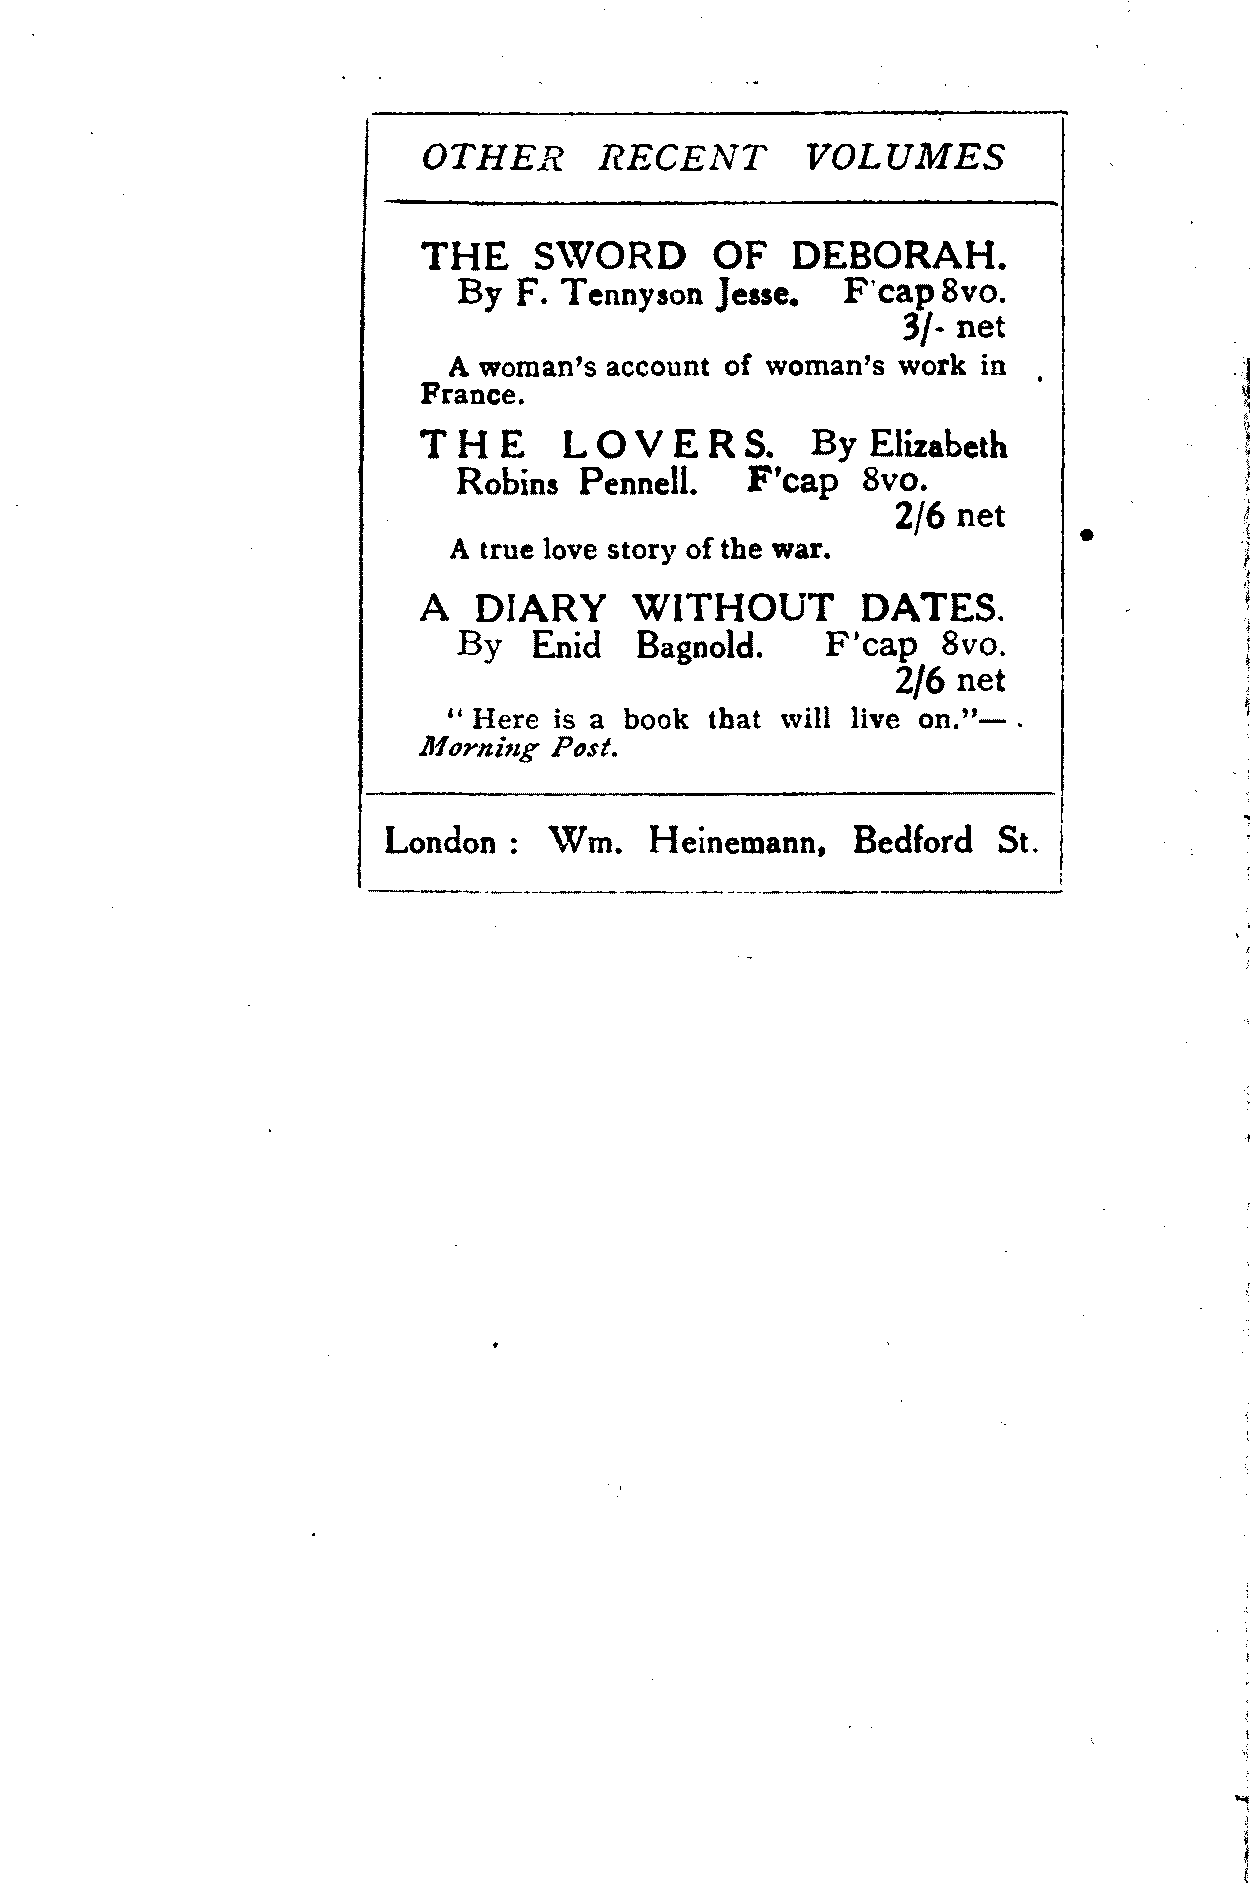 OTHER RECENT VOLUMES
THE SWORD OF DEBORAH.
By F. Tennyson Jesse. F'cap 8vo.
3/- net
A woman's account of woman's work in
France.
THE LOVERS. By Elizabeth
Robins Pennell. F'cap 8vo.
2/6 net
A true love story of the war.
A DIARY WITHOUT DATES.
By Enid Bagnold. F'cap 8vo.
2/6 net
"Here is a book that will live on."—
Morning Post.
London : Wm. Heinemann, Bedford St.